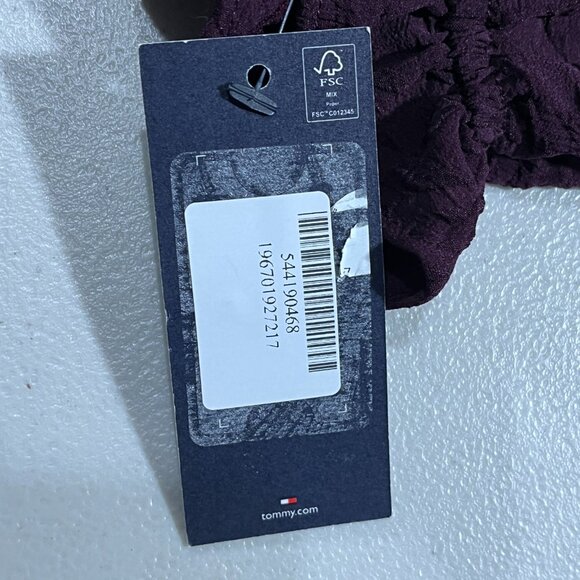 FSC
MIX
Paper
FSC™ C012345
544190468
196701927217
tommy.com